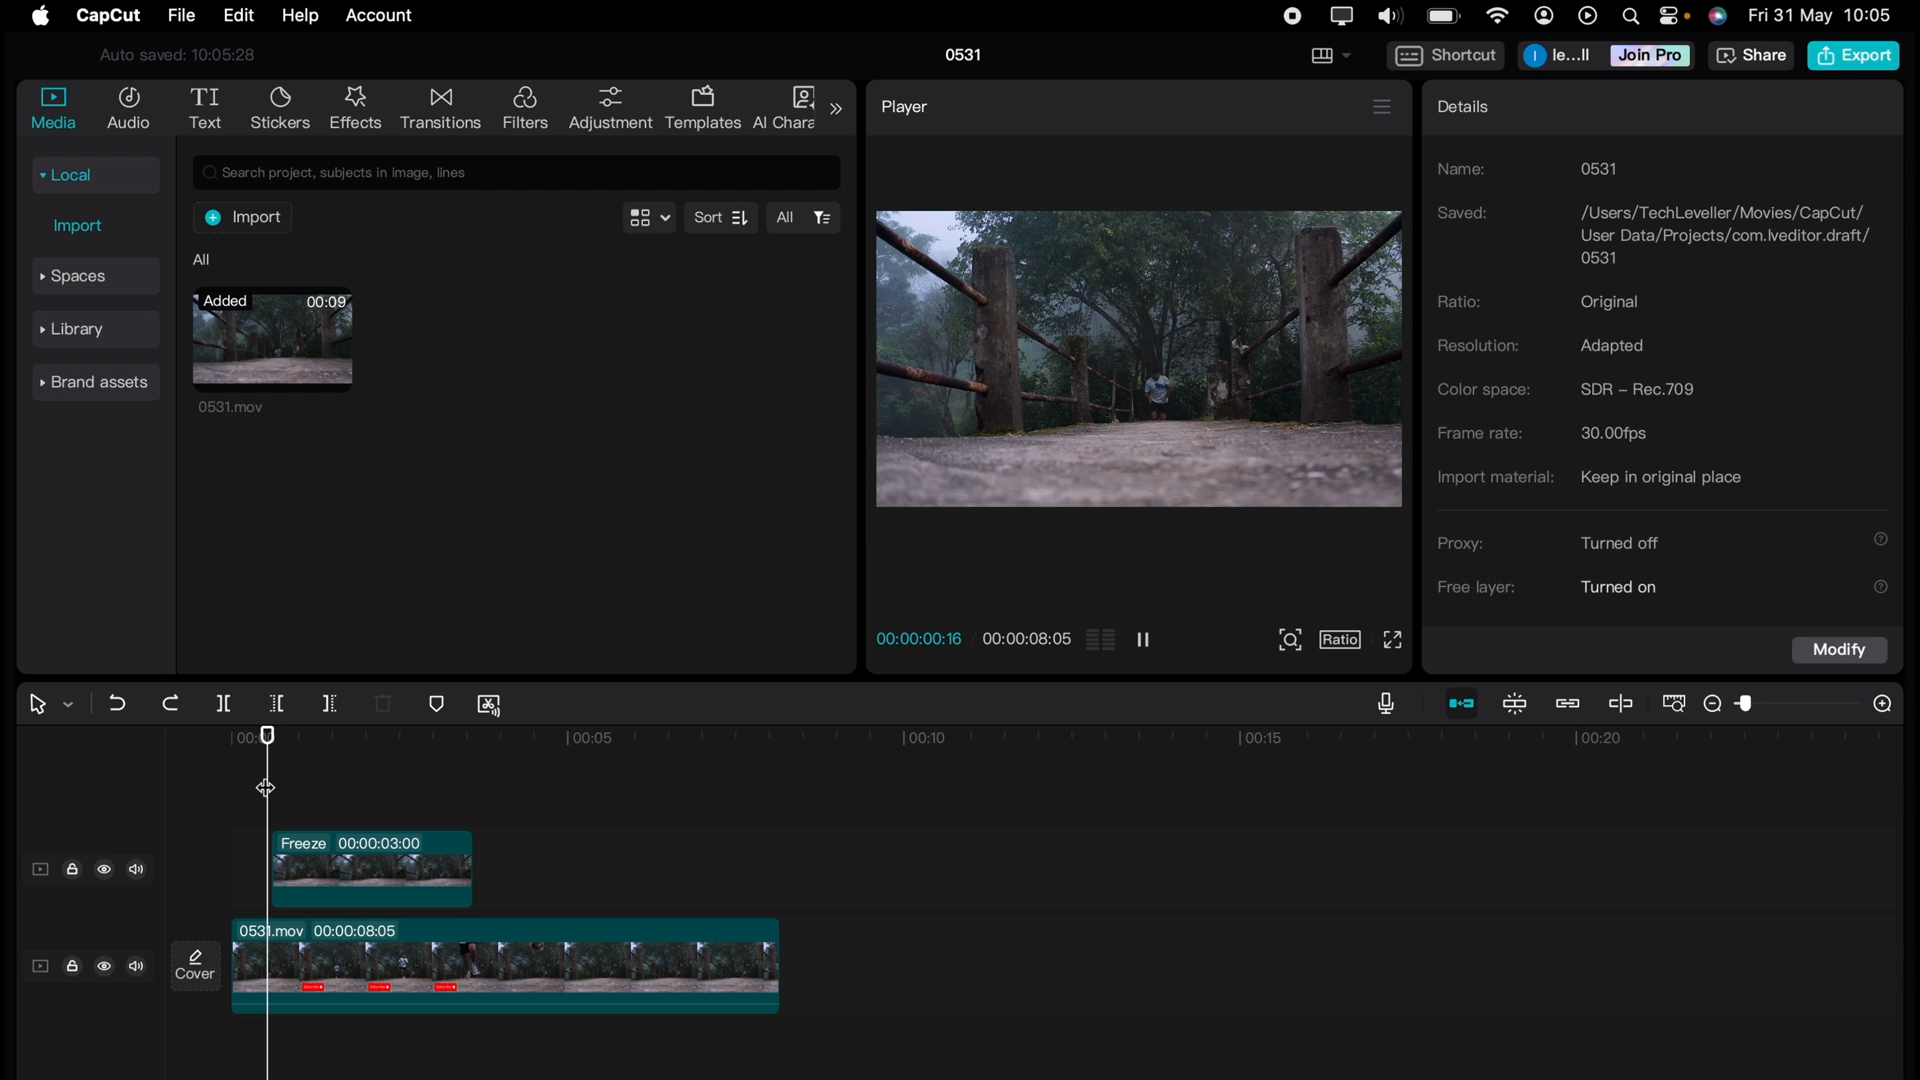 CapCut File Edit Help Account Fri 31 May 10:05
Auto saved: 10:05:28 0531 Shortcut le...ll Join Pro Share Export
Media Audio Text Stickers Effects Transitions Filters Adjustment Templates AI Chara
Local
Import
Spaces
Library
Brand assets
Search project, subjects in image, lines
Import Sort All
All
Added 00:09
0531.mov
Player
00:00:00:16 / 00:00:08:05 Ratio
Details
Name: 0531
Saved: /Users/TechLeveller/Movies/CapCut/
User Data/Projects/com.lveditor.draft/
0531
Ratio: Original
Resolution: Adapted
Color space: SDR – Rec.709
Frame rate: 30.00fps
Import material: Keep in original place
Proxy: Turned off
Free layer: Turned on
Modify
00:05 00:10 00:15 00:20
Freeze 00:00:03:00
0531.mov 00:00:08:05
Cover